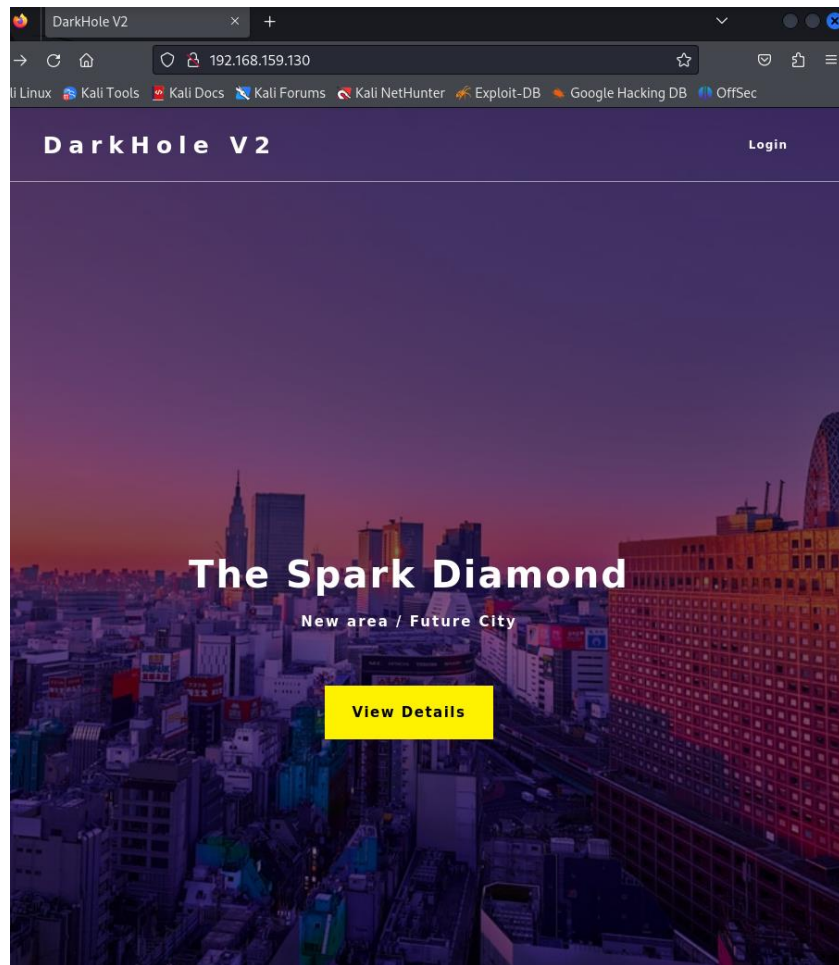 DarkHole V2
192.168.159.130
li Linux Kali Tools Kali Docs Kali Forums Kali NetHunter Exploit-DB Google Hacking DB OffSec
DarkHole V2 Login
The Spark Diamond
New area / Future City
View Details